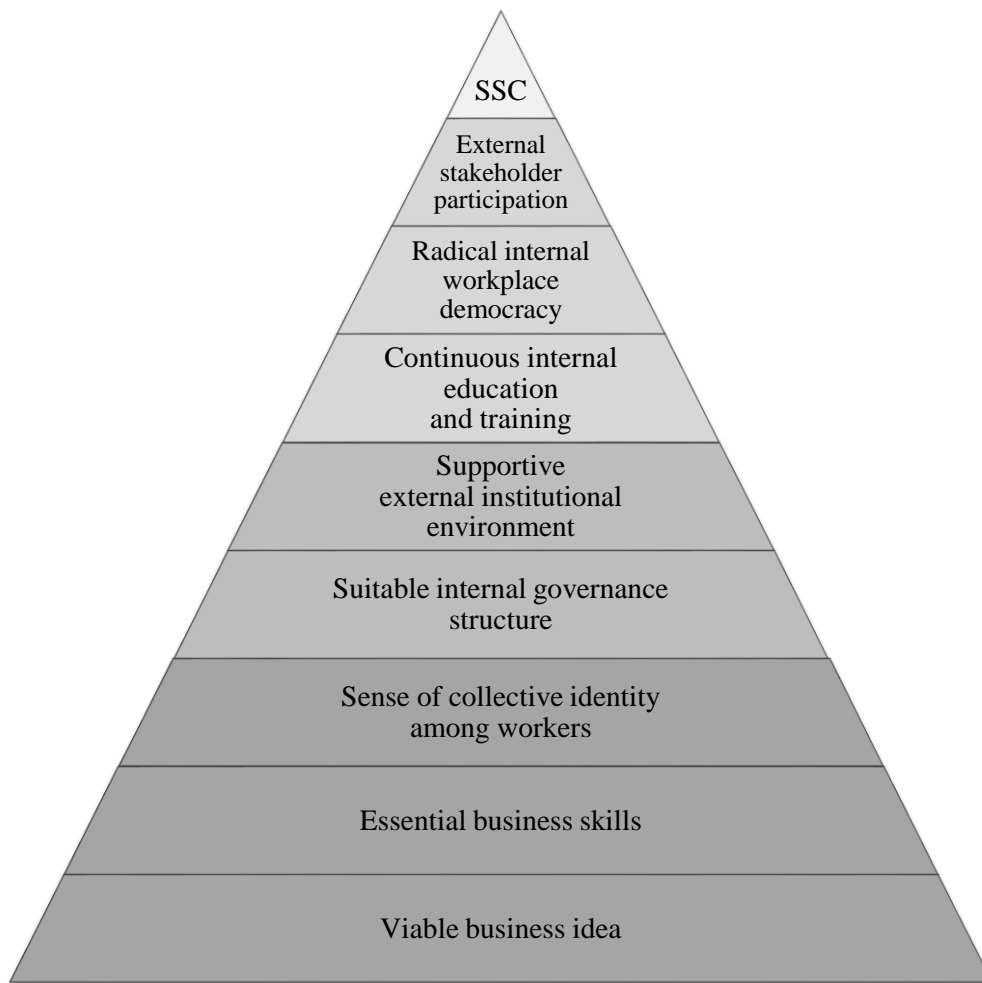 SSC
External
stakeholder
participation
Radical internal
workplace
democracy
Continuous internal
education
and training
Supportive
external institutional
environment
Suitable internal governance
structure
Sense of collective identity
among workers
Essential business skills
Viable business idea